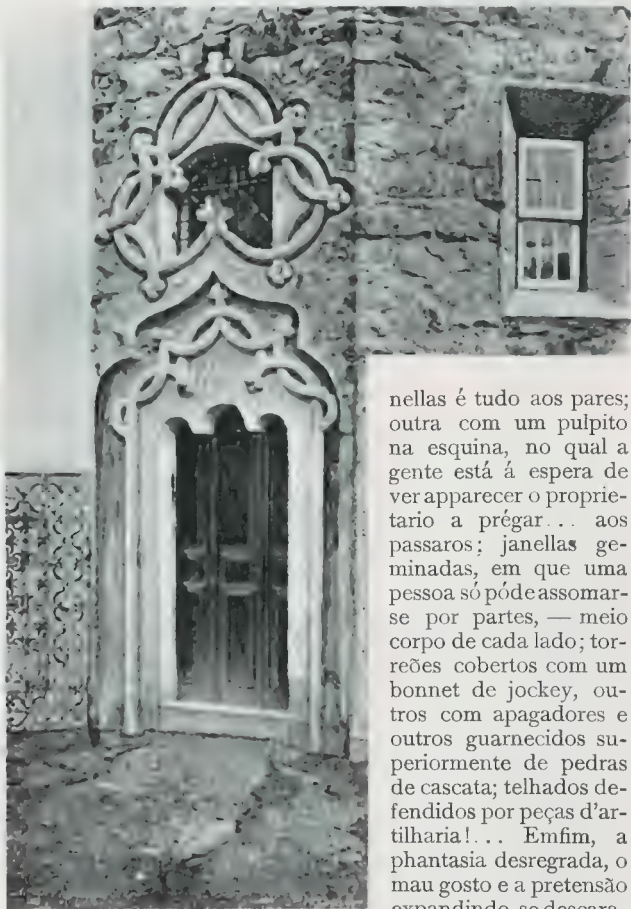 nellas é tudo aos pares;
outra com um pulpito
na esquina, no qual a
gente está á espera de
ver apparecer o proprie-
tario a prégar... aos
passaros; janellas ge-
minadas, em que uma
pessoa só póde assomar-
se por partes, — meio
corpo de cada lado; tor-
reões cobertos com um
bonnet de jockey, ou-
tros com apagadores e
outros guarnecidos su-
periormente de pedras
de cascata; telhados de-
fendidos por peças d'ar-
tilharia!... Emfim, a
phantasia desregrada, o
mau gosto e a pretensão
expandindo-se descara-